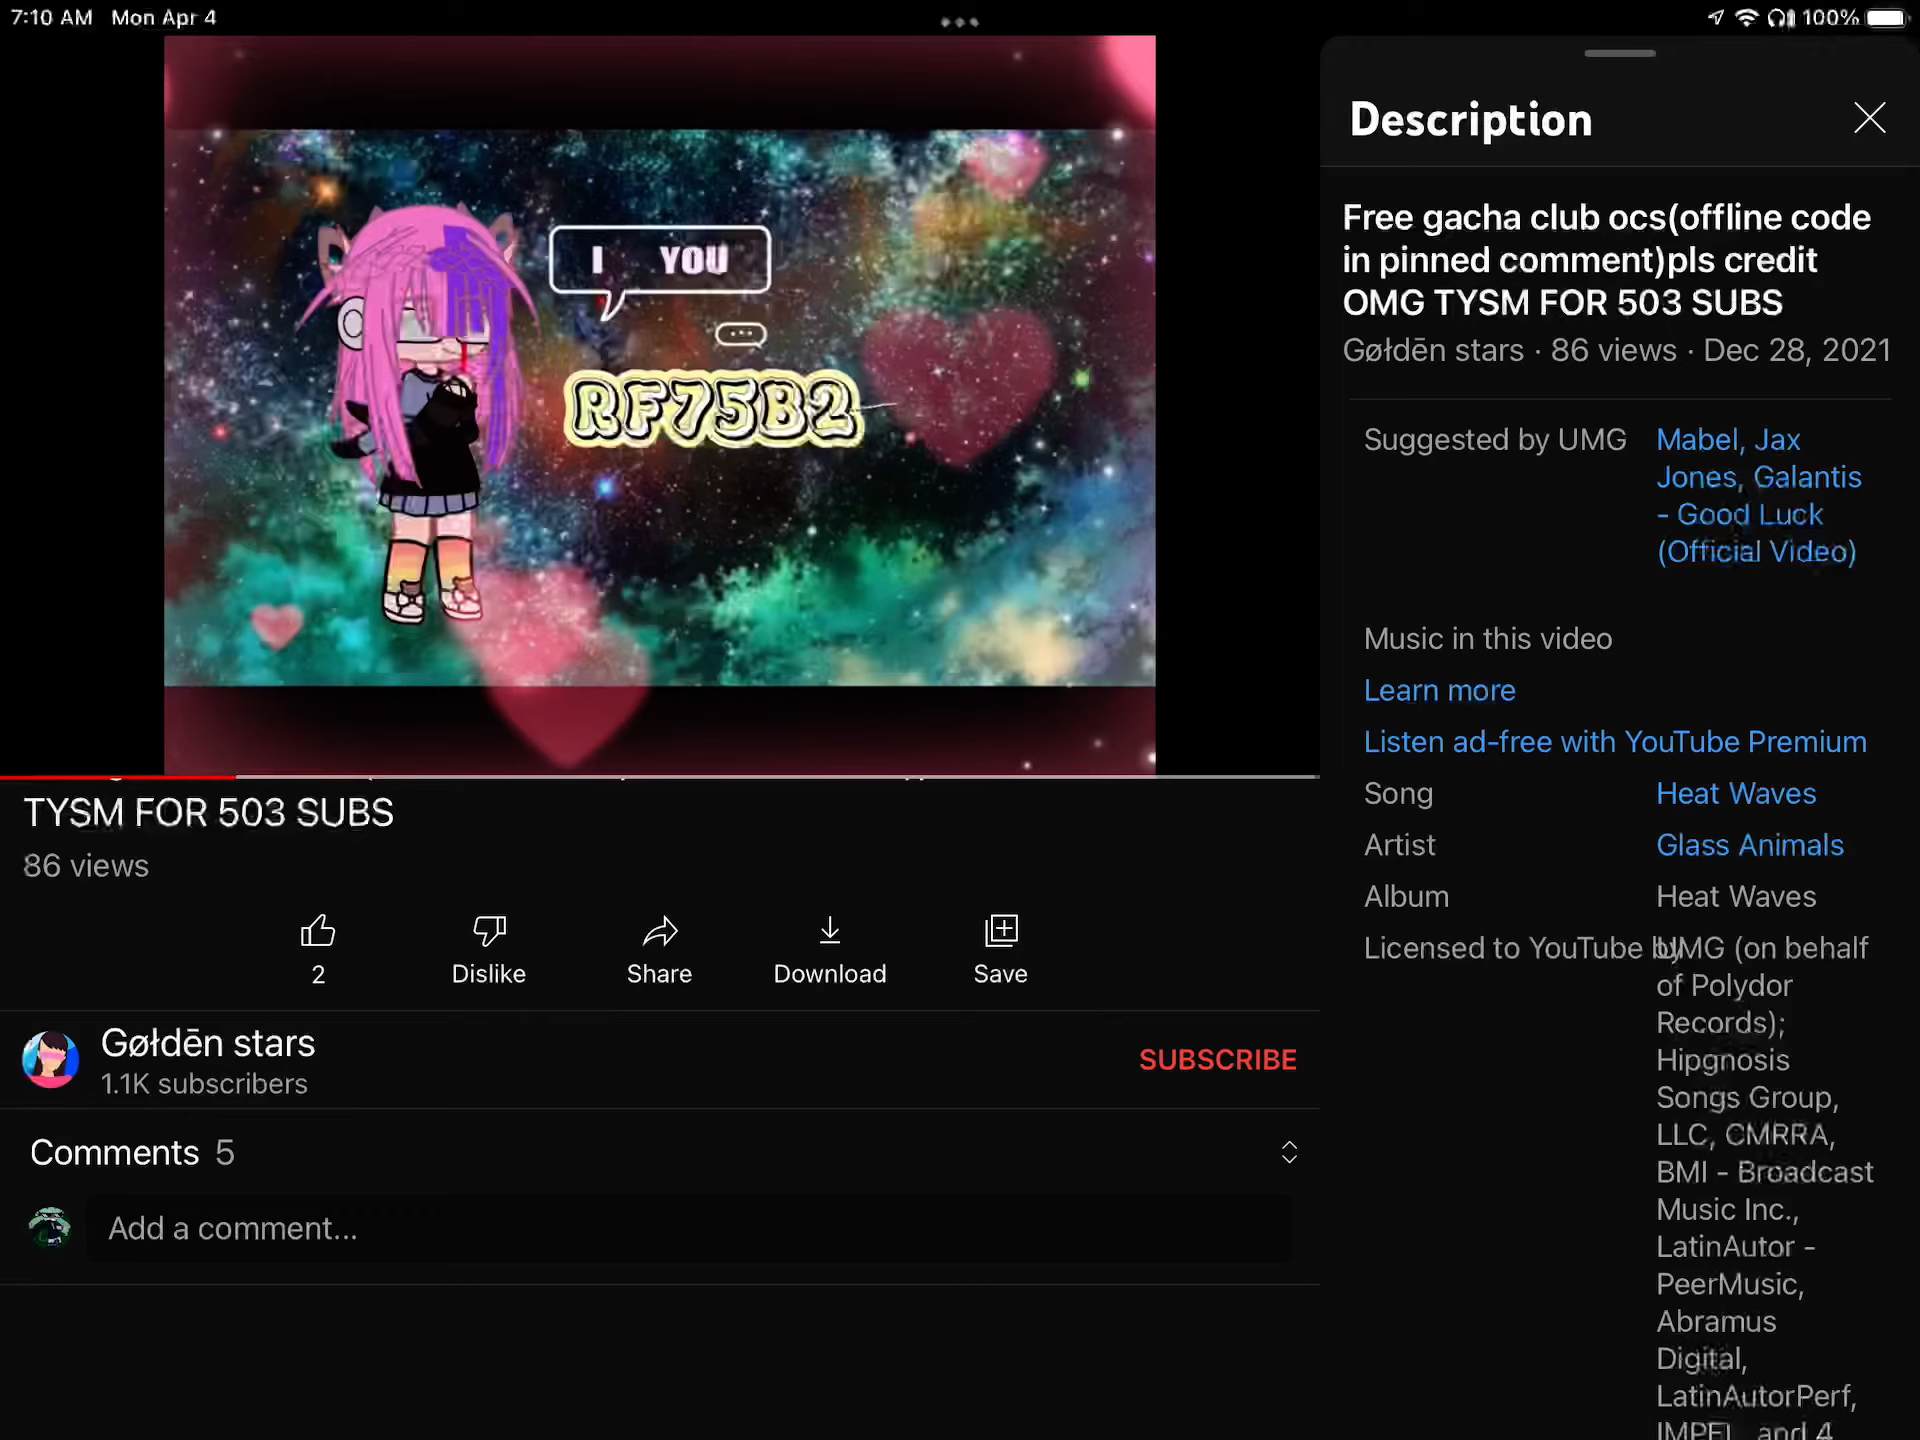 7:10 AM Mon Apr 4
100%
I YOU
RF75B2
TYSM FOR 503 SUBS
86 views
2
Dislike
Share
Download
Save
Gøłdēn stars
1.1K subscribers
SUBSCRIBE
Comments 5
Add a comment...
Description
Free gacha club ocs(offline code
in pinned comment)pls credit
OMG TYSM FOR 503 SUBS
Gøłdēn stars · 86 views · Dec 28, 2021
Suggested by UMG Mabel, Jax
Jones, Galantis
- Good Luck
(Official Video)
Music in this video
Learn more
Listen ad-free with YouTube Premium
Song Heat Waves
Artist Glass Animals
Album Heat Waves
Licensed to YouTube by UMG (on behalf
of Polydor
Records);
Hipgnosis
Songs Group,
LLC, CMRRA,
BMI - Broadcast
Music Inc.,
LatinAutor -
PeerMusic,
Abramus
Digital,
LatinAutorPerf,
and 4